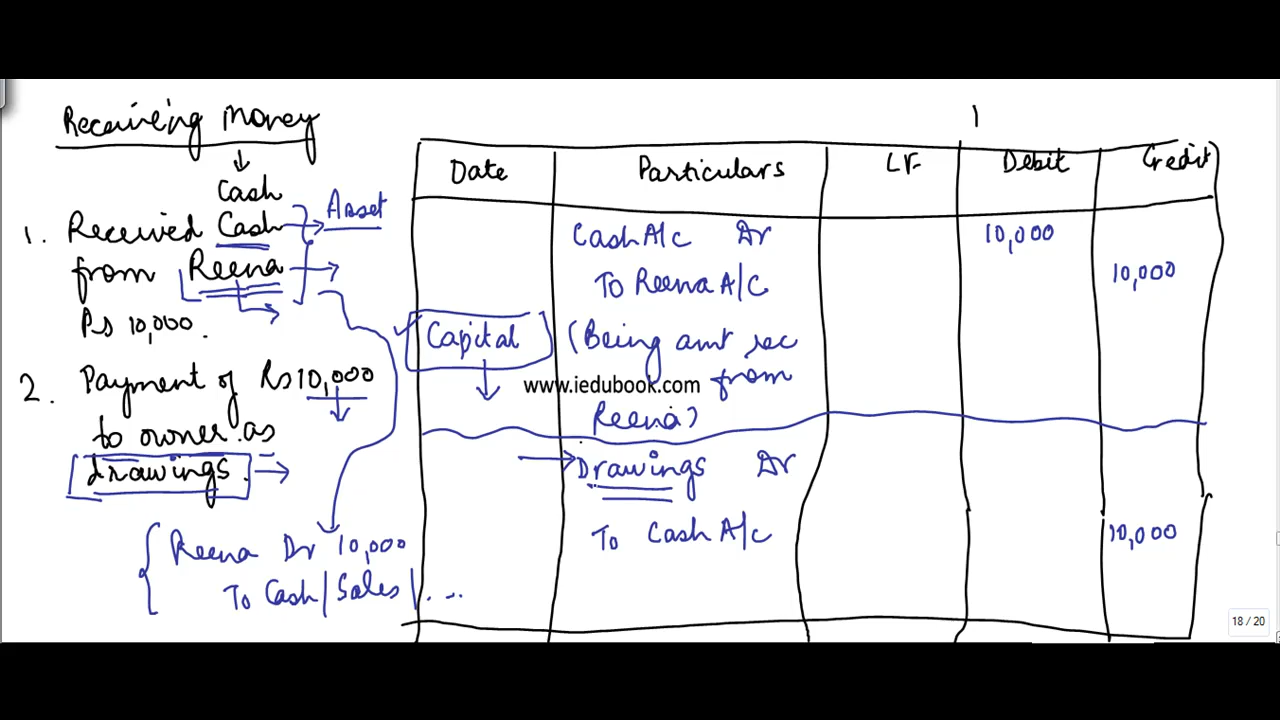 Receiving Money
Cash
1. Received Cash
Asset
from Reena
Rs 10,000.
2. Payment of Rs 10,000
to owner as
drawings.
{ Reena Dr 10,000
To Cash/Sales/...
Date Particulars LF. Debit Credit
Cash A/c Dr 10,000
To Reena A/c 10,000
Capital
(Being amt rec
from
Reena)
www.iedubook.com
Drawings Dr
To Cash A/c 10,000
18 / 20